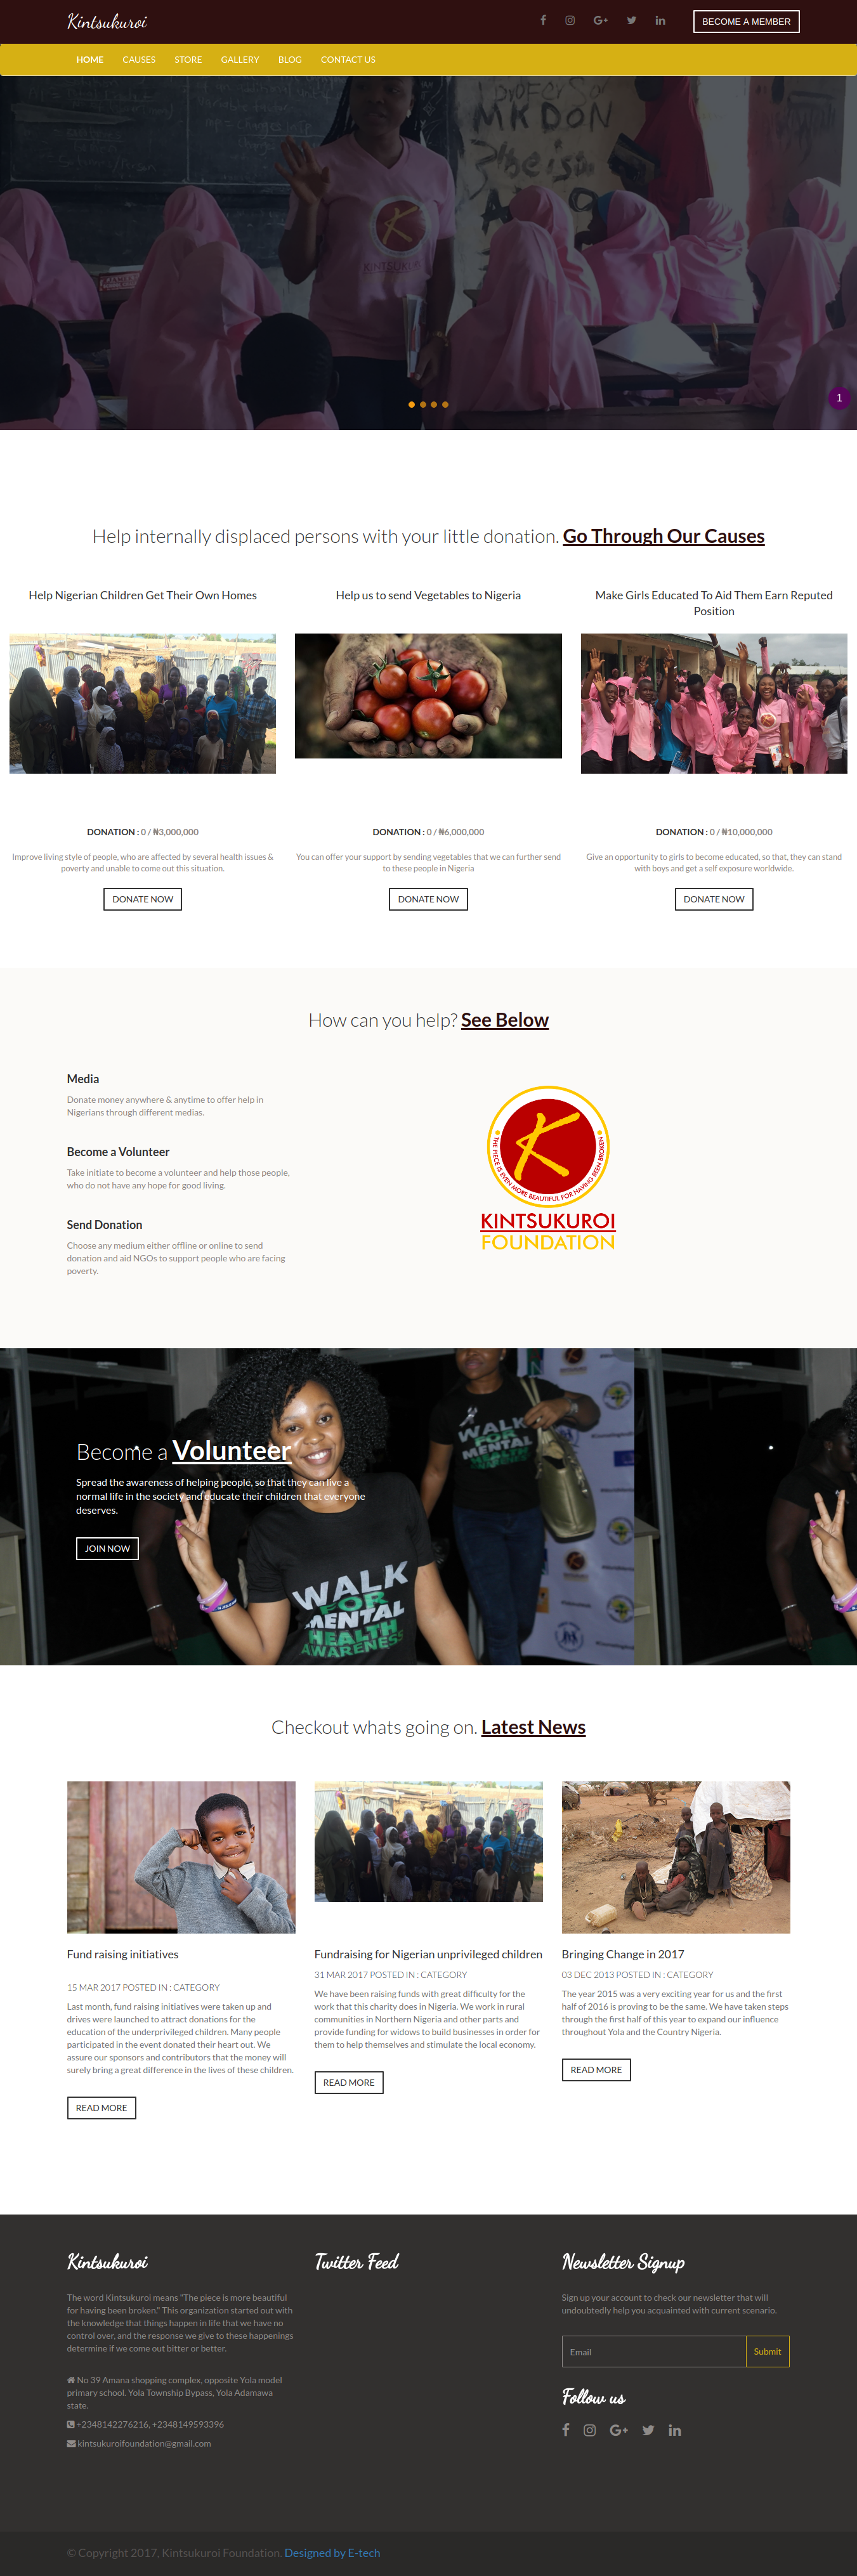 Kintsukuroi
BECOME A MEMBER
HOME CAUSES STORE GALLERY BLOG CONTACT US
MKDON
KINTSUKUROI
1
Help internally displaced persons with your little donation. Go Through Our Causes
Help Nigerian Children Get Their Own Homes
DONATION : 0 / ₦3,000,000
Improve living style of people, who are affected by several health issues &
poverty and unable to come out this situation.
DONATE NOW
Help us to send Vegetables to Nigeria
DONATION : 0 / ₦6,000,000
You can offer your support by sending vegetables that we can further send
to these people in Nigeria
DONATE NOW
Make Girls Educated To Aid Them Earn Reputed
Position
DONATION : 0 / ₦10,000,000
Give an opportunity to girls to become educated, so that, they can stand
with boys and get a self exposure worldwide.
DONATE NOW
How can you help? See Below
Media
Donate money anywhere & anytime to offer help in
Nigerians through different medias.
Become a Volunteer
Take initiate to become a volunteer and help those people,
who do not have any hope for good living.
Send Donation
Choose any medium either offline or online to send
donation and aid NGOs to support people who are facing
poverty.
K
THE PIECE IS EVEN MORE BEAUTIFUL FOR HAVING BEEN BROKEN
KINTSUKUROI
FOUNDATION
Become a Volunteer
Spread the awareness of helping people, so that they can live a
normal life in the society and educate their children that everyone
deserves.
JOIN NOW
WALK
FOR
MENTAL
HEALTH
AWARENESS
WALK
FOR
MENTAL
Checkout whats going on. Latest News
Fund raising initiatives
15 MAR 2017 POSTED IN : CATEGORY
Last month, fund raising initiatives were taken up and
drives were launched to attract donations for the
education of the underprivileged children. Many people
participated in the event donated their heart out. We
assure our sponsors and contributors that the money will
surely bring a great difference in the lives of these children.
READ MORE
Fundraising for Nigerian unprivileged children
31 MAR 2017 POSTED IN : CATEGORY
We have been raising funds with great difficulty for the
work that this charity does in Nigeria. We work in rural
communities in Northern Nigeria and other parts and
provide funding for widows to build businesses in order for
them to help themselves and stimulate the local economy.
READ MORE
Bringing Change in 2017
03 DEC 2013 POSTED IN : CATEGORY
The year 2015 was a very exciting year for us and the first
half of 2016 is proving to be the same. We have taken steps
through the first half of this year to expand our influence
throughout Yola and the Country Nigeria.
READ MORE
Kintsukuroi
The word Kintsukuroi means "The piece is more beautiful
for having been broken." This organization started out with
the knowledge that things happen in life that we have no
control over, and the response we give to these happenings
determine if we come out bitter or better.
No 39 Amana shopping complex, opposite Yola model
primary school. Yola Township Bypass, Yola Adamawa
state.
+2348142276216, +2348149593396
kintsukuroifoundation@gmail.com
Twitter Feed
Newsletter Signup
Sign up your account to check our newsletter that will
undoubtedly help you acquainted with current scenario.
Email
Submit
Follow us
© Copyright 2017, Kintsukuroi Foundation. Designed by E-tech